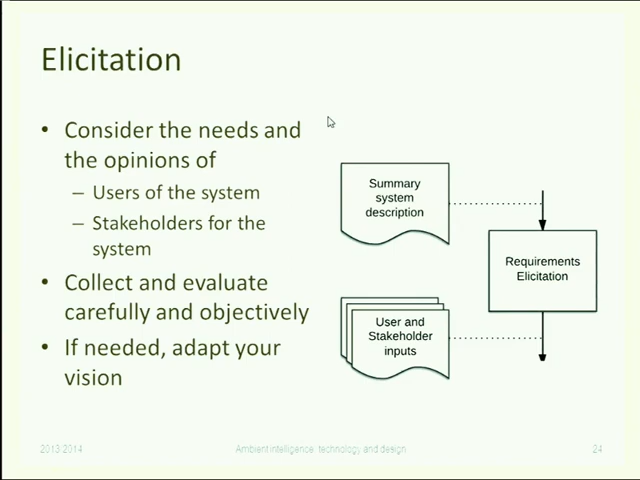 Elicitation
• Consider the needs and
the opinions of
– Users of the system
– Stakeholders for the
system
• Collect and evaluate
carefully and objectively
• If needed, adapt your
vision
Summary
system
description
Requirements
Elicitation
User and
Stakeholder
inputs
2013.2014
Ambient intelligence: technology and design
24